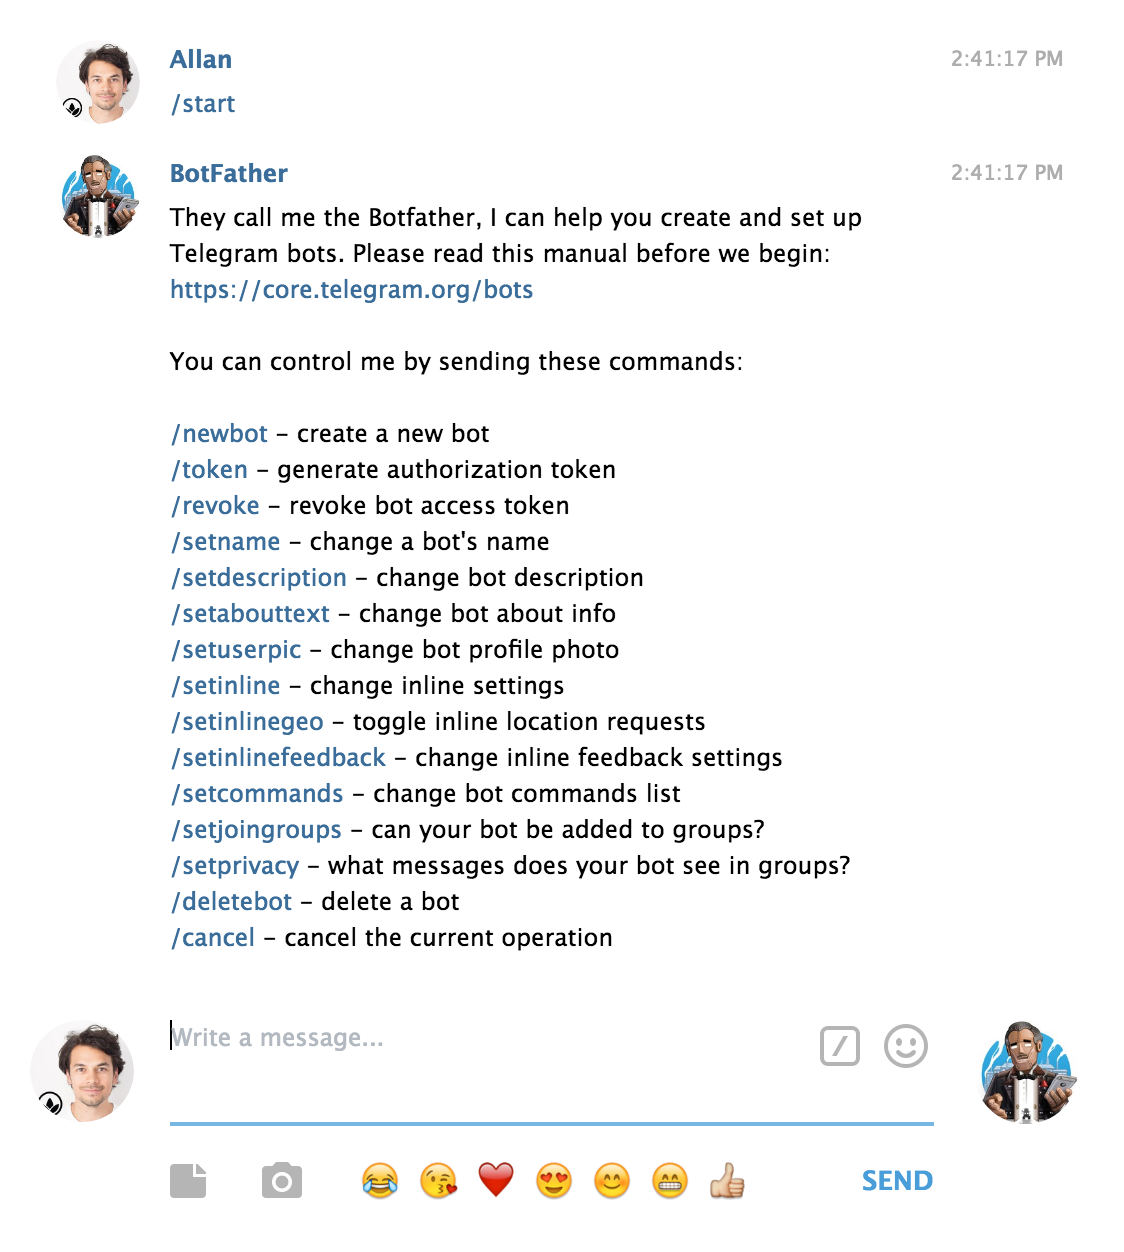 Allan 2:41:17 PM
/start
BotFather 2:41:17 PM
They call me the Botfather, I can help you create and set up
Telegram bots. Please read this manual before we begin:
https://core.telegram.org/bots
You can control me by sending these commands:
/newbot – create a new bot
/token – generate authorization token
/revoke – revoke bot access token
/setname – change a bot's name
/setdescription – change bot description
/setabouttext – change bot about info
/setuserpic – change bot profile photo
/setinline – change inline settings
/setinlinegeo – toggle inline location requests
/setinlinefeedback – change inline feedback settings
/setcommands – change bot commands list
/setjoingroups – can your bot be added to groups?
/setprivacy – what messages does your bot see in groups?
/deletebot – delete a bot
/cancel – cancel the current operation
Write a message...
SEND